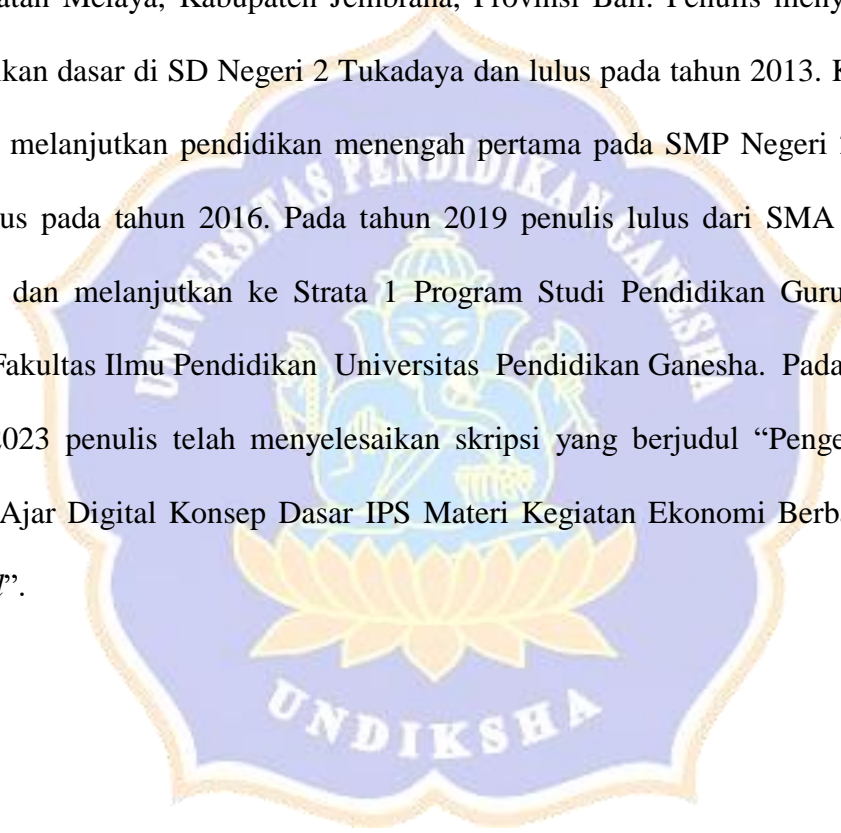 atan Melaya, Kabupaten Jembrana, Provinsi Bali. Penulis meny
ikan dasar di SD Negeri 2 Tukadaya dan lulus pada tahun 2013. K
melanjutkan pendidikan menengah pertama pada SMP Negeri
us pada tahun 2016. Pada tahun 2019 penulis lulus dari SMA
dan melanjutkan ke Strata 1 Program Studi Pendidikan Guru
Fakultas Ilmu Pendidikan Universitas Pendidikan Ganesha. Pada
2023 penulis telah menyelesaikan skripsi yang berjudul “Penge
Ajar Digital Konsep Dasar IPS Materi Kegiatan Ekonomi Berb
”.
UNIVERSITAS PENDIDIKAN GANESHA
UNDIKSHA